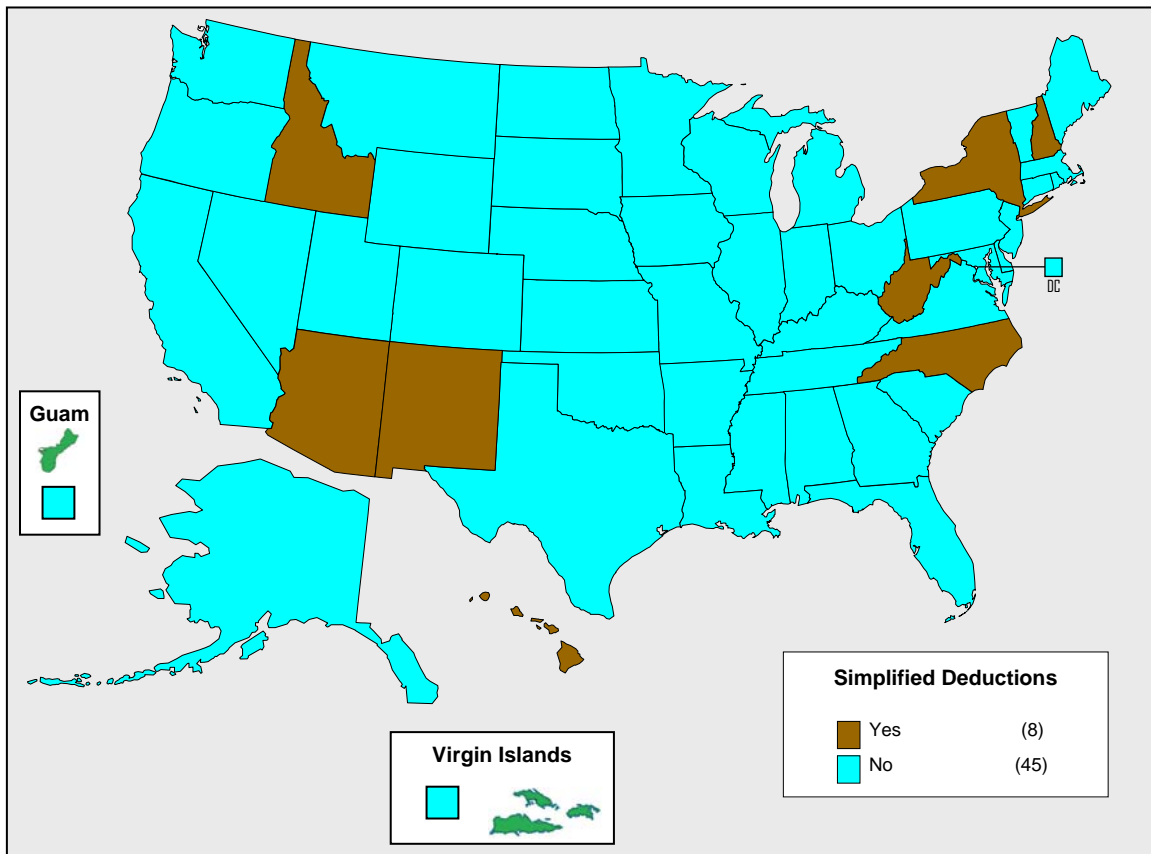 DC
Guam
Simplified Deductions
Yes (8)
No (45)
Virgin Islands